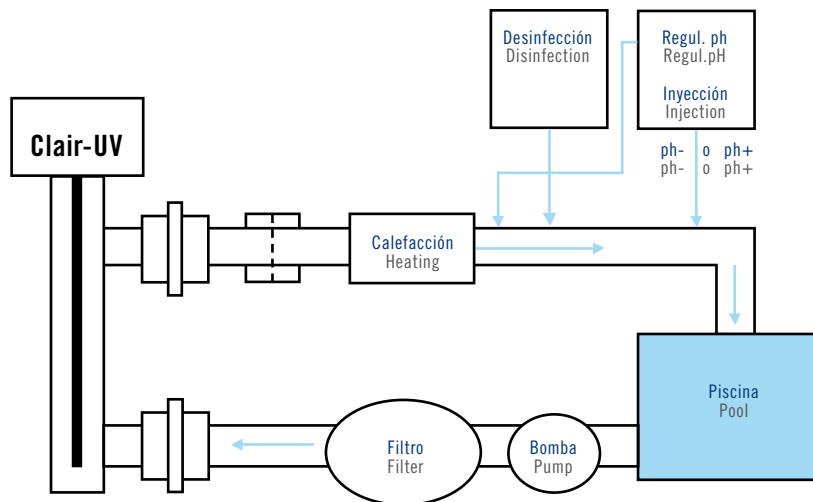 Desinfección
Disinfection
Regul. ph
Regul.pH
Inyección
Injection
ph- o ph+
ph- o ph+
Clair-UV
Calefacción
Heating
Piscina
Pool
Filtro
Filter
Bomba
Pump